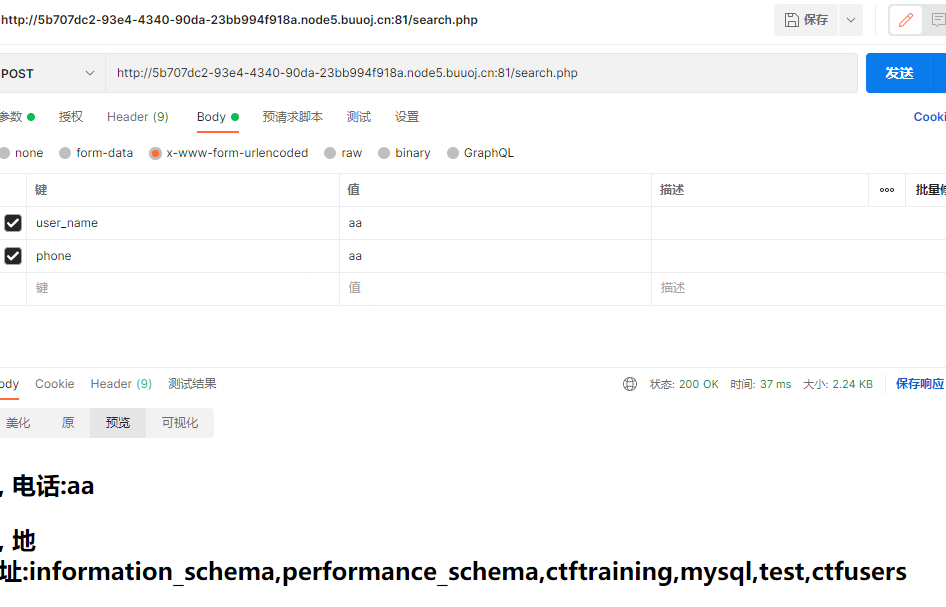 http://5b707dc2-93e4-4340-90da-23bb994f918a.node5.buuoj.cn:81/search.php 保存
POST http://5b707dc2-93e4-4340-90da-23bb994f918a.node5.buuoj.cn:81/search.php 发送
参数 授权 Header (9) Body 预请求脚本 测试 设置 Cooki
none form-data x-www-form-urlencoded raw binary GraphQL
键 值 描述 批量修
user_name aa
phone aa
键 值 描述
ody Cookie Header (9) 测试结果 状态: 200 OK 时间: 37 ms 大小: 2.24 KB 保存响应
美化 原 预览 可视化
, 电话:aa
, 地
址:information_schema,performance_schema,ctftraining,mysql,test,ctfusers